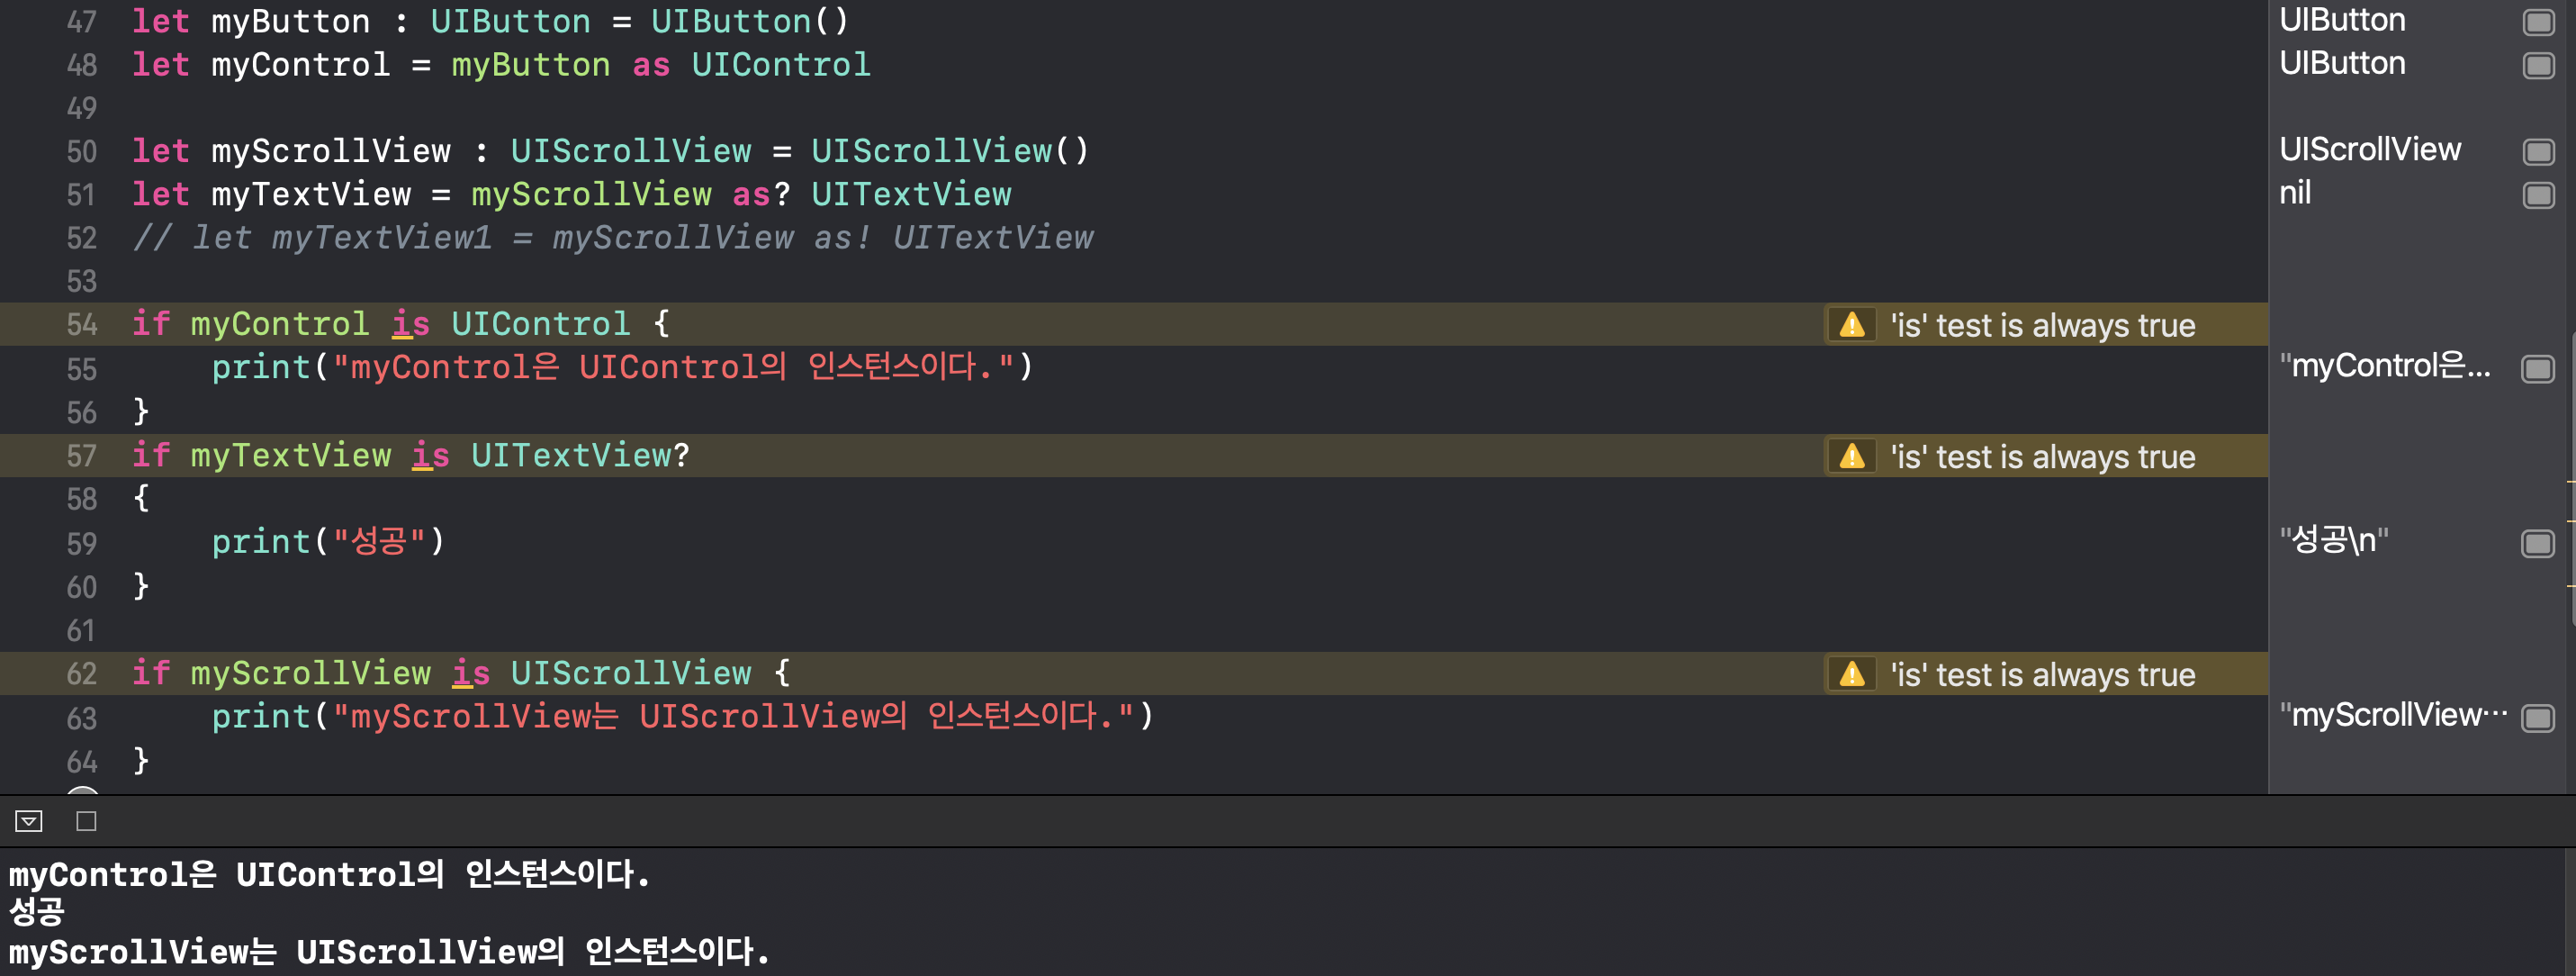 47 let myButton : UIButton = UIButton() UIButton
48 let myControl = myButton as UIControl UIButton
49
50 let myScrollView : UIScrollView = UIScrollView() UIScrollView
51 let myTextView = myScrollView as? UITextView nil
52 // let myTextView1 = myScrollView as! UITextView
53
54 if myControl is UIControl { 'is' test is always true
55 print("myControl은 UIControl의 인스턴스이다.") "myControl은...
56 }
57 if myTextView is UITextView? 'is' test is always true
58 {
59 print("성공") "성공\n"
60 }
61
62 if myScrollView is UIScrollView { 'is' test is always true
63 print("myScrollView는 UIScrollView의 인스턴스이다.") "myScrollView…
64 }
myControl은 UIControl의 인스턴스이다.
성공
myScrollView는 UIScrollView의 인스턴스이다.